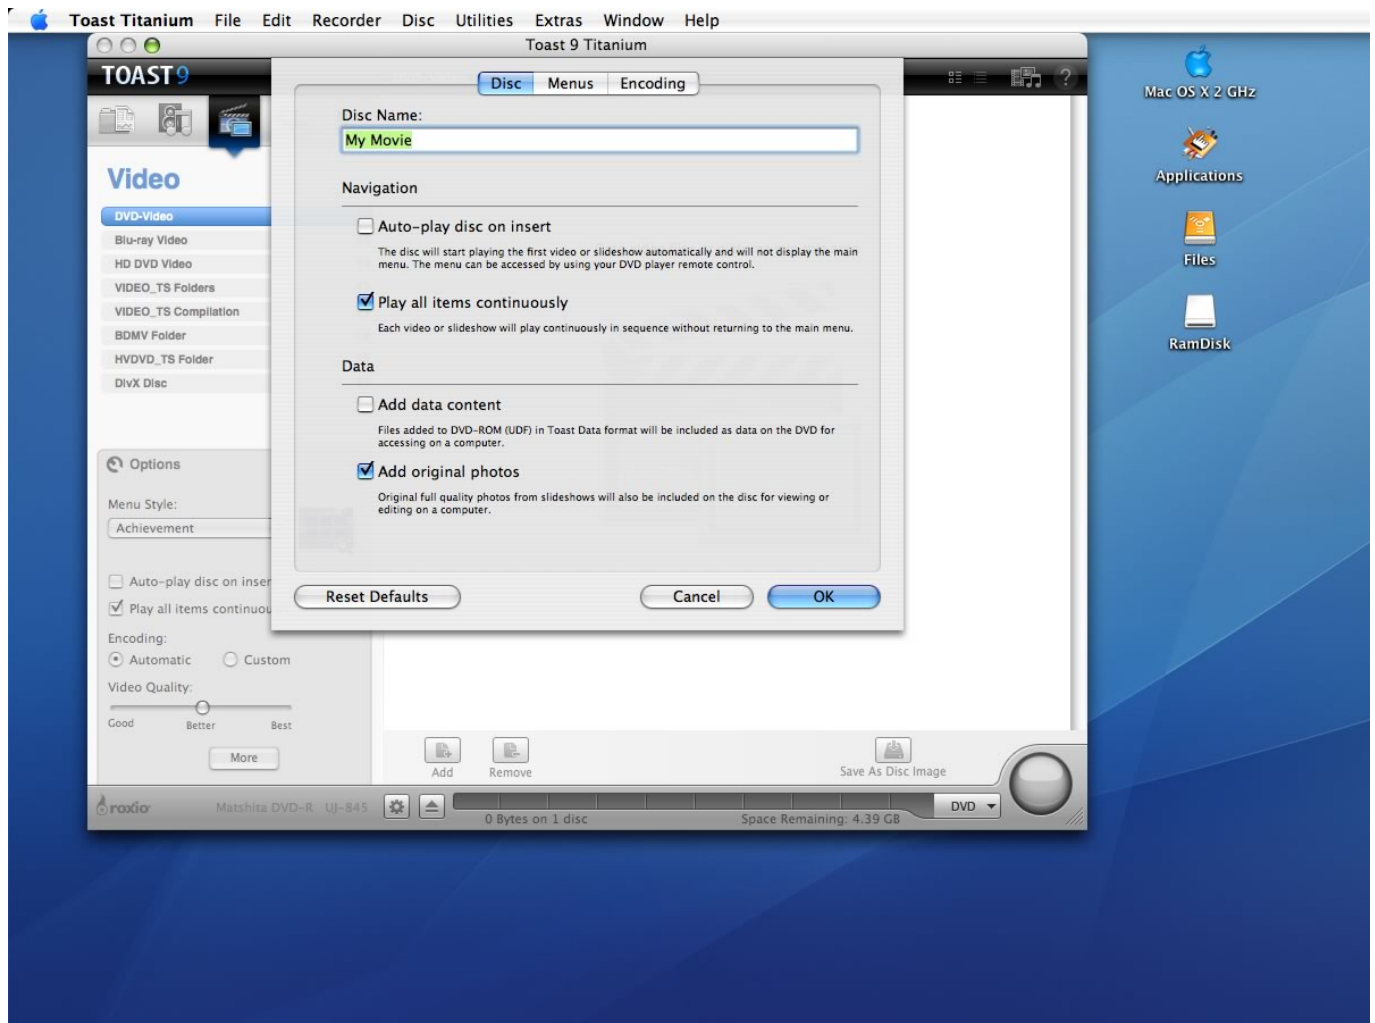 Toast Titanium File Edit Recorder Disc Utilities Extras Window Help
Toast 9 Titanium
TOAST 9
Disc Menus Encoding
?
Mac OS X 2 GHz
Applications
Files
RamDisk
Disc Name:
My Movie
Navigation
Auto-play disc on insert
The disc will start playing the first video or slideshow automatically and will not display the main
menu. The menu can be accessed by using your DVD player remote control.
Play all items continuously
Each video or slideshow will play continuously in sequence without returning to the main menu.
Data
Add data content
Files added to DVD-ROM (UDF) in Toast Data format will be included as data on the DVD for
accessing on a computer.
Add original photos
Original full quality photos from slideshows will also be included on the disc for viewing or
editing on a computer.
Reset Defaults Cancel OK
Video
DVD-Video
Blu-ray Video
HD DVD Video
VIDEO_TS Folders
VIDEO_TS Compilation
BDMV Folder
HVDVD_TS Folder
DivX Disc
Options
Menu Style:
Achievement
Auto-play disc on inser
Play all items continuou
Encoding:
Automatic Custom
Video Quality:
Good Better Best
More
Add Remove Save As Disc Image
roxio Matshita DVD-R UJ-845
0 Bytes on 1 disc Space Remaining: 4.39 GB
DVD